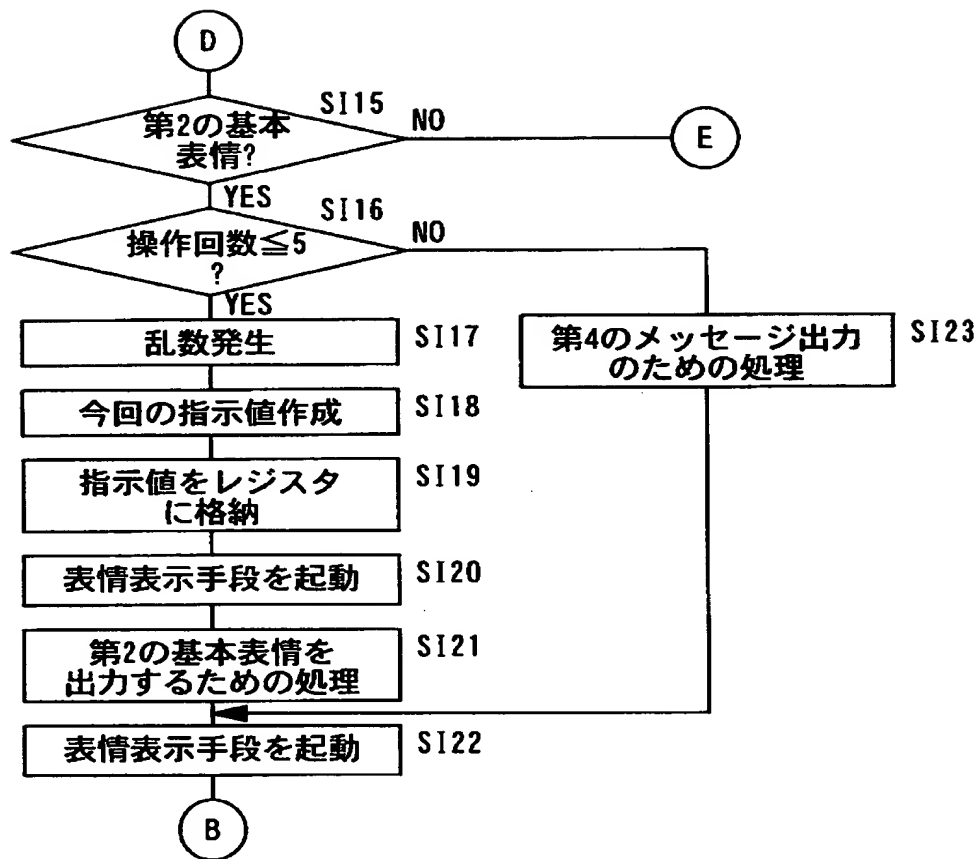 D
SI15
第2の基本
表情?
NO
E
YES
SI16
操作回数≦5
?
NO
YES
乱数発生
SI17
第4のメッセージ出力
のための処理
SI23
今回の指示値作成
SI18
指示値をレジスタ
に格納
SI19
表情表示手段を起動
SI20
第2の基本表情を
出力するための処理
SI21
表情表示手段を起動
SI22
B